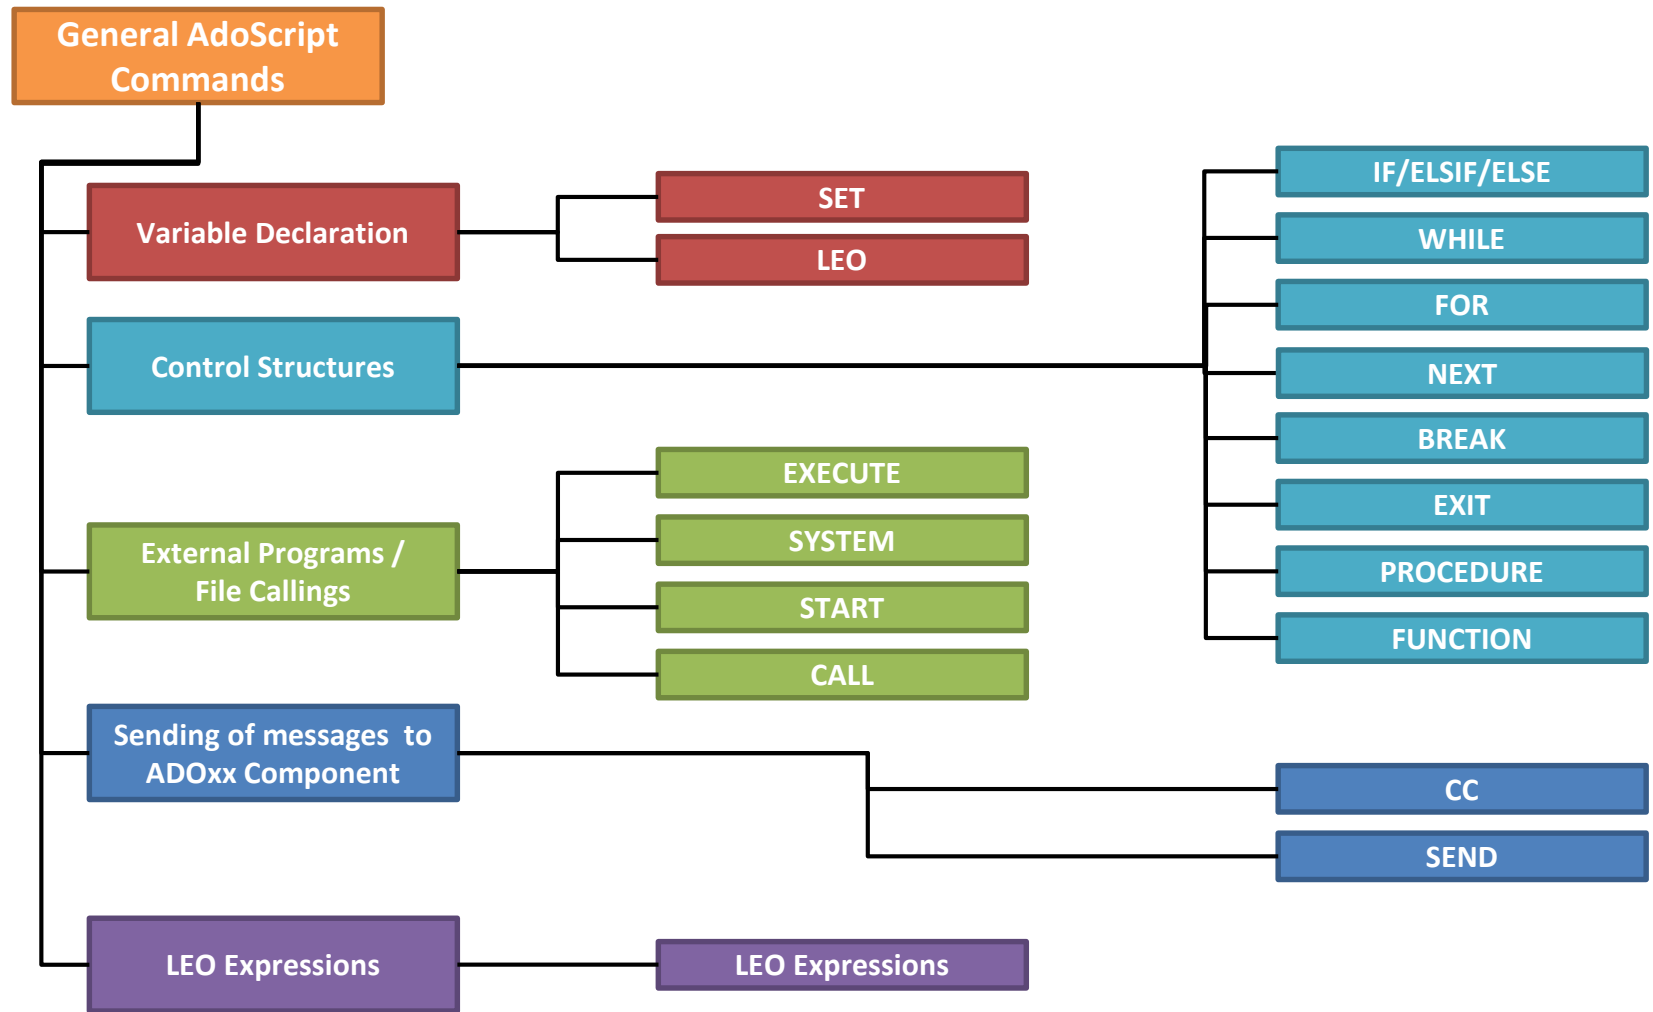 General AdoScript
Commands
Variable Declaration
SET
LEO
Control Structures
IF/ELSIF/ELSE
WHILE
FOR
NEXT
BREAK
EXIT
PROCEDURE
FUNCTION
External Programs /
File Callings
EXECUTE
SYSTEM
START
CALL
Sending of messages  to
ADOxx Component
CC
SEND
LEO Expressions
LEO Expressions